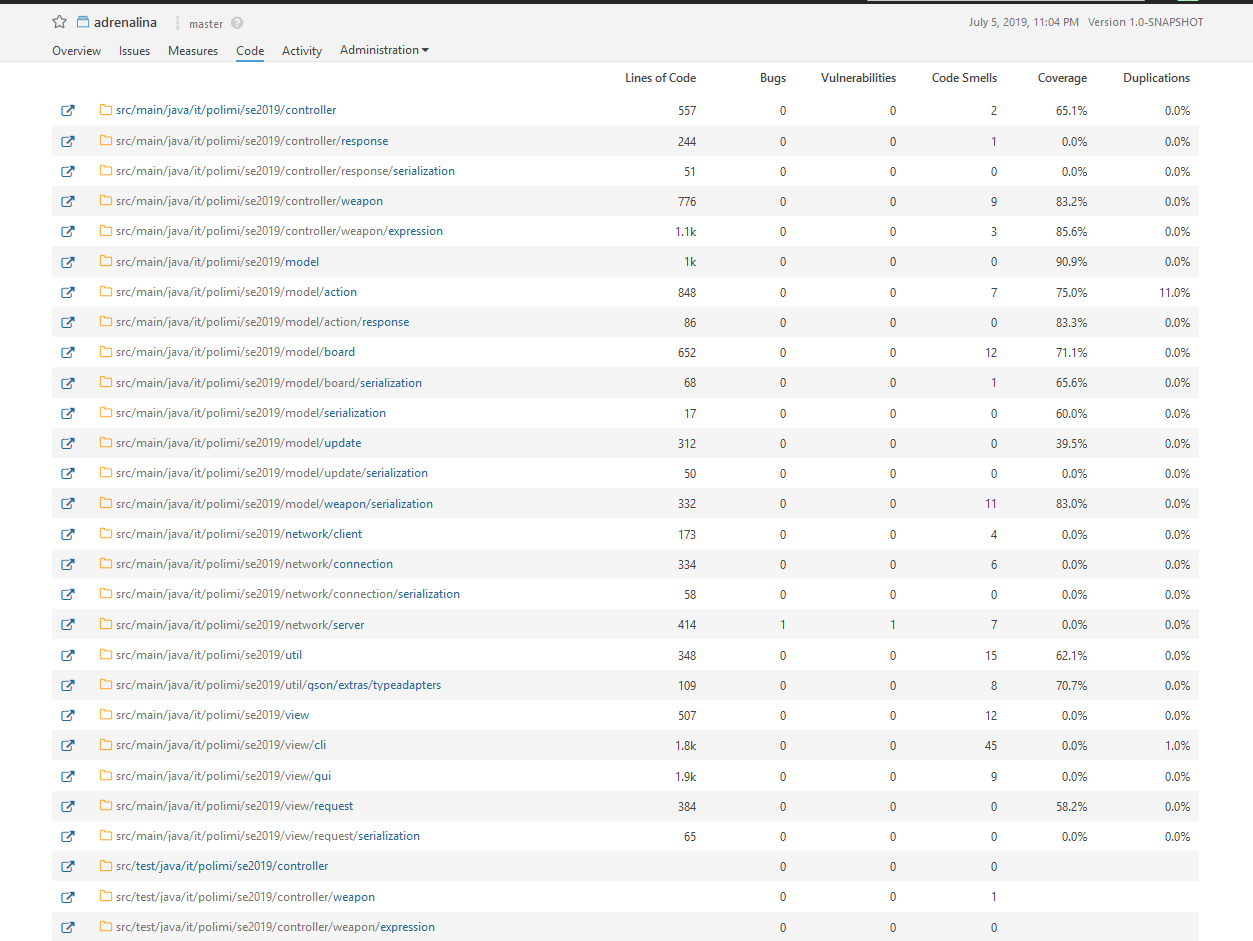 adrenalina master ? July 5, 2019, 11:04 PM Version 1.0-SNAPSHOT
Overview Issues Measures Code Activity Administration
Lines of Code Bugs Vulnerabilities Code Smells Coverage Duplications
src/main/java/it/polimi/se2019/controller 557 0 0 2 65.1% 0.0%
src/main/java/it/polimi/se2019/controller/response 244 0 0 1 0.0% 0.0%
src/main/java/it/polimi/se2019/controller/response/serialization 51 0 0 0 0.0% 0.0%
src/main/java/it/polimi/se2019/controller/weapon 776 0 0 9 83.2% 0.0%
src/main/java/it/polimi/se2019/controller/weapon/expression 1.1k 0 0 3 85.6% 0.0%
src/main/java/it/polimi/se2019/model 1k 0 0 0 90.9% 0.0%
src/main/java/it/polimi/se2019/model/action 848 0 0 7 75.0% 11.0%
src/main/java/it/polimi/se2019/model/action/response 86 0 0 0 83.3% 0.0%
src/main/java/it/polimi/se2019/model/board 652 0 0 12 71.1% 0.0%
src/main/java/it/polimi/se2019/model/board/serialization 68 0 0 1 65.6% 0.0%
src/main/java/it/polimi/se2019/model/serialization 17 0 0 0 60.0% 0.0%
src/main/java/it/polimi/se2019/model/update 312 0 0 0 39.5% 0.0%
src/main/java/it/polimi/se2019/model/update/serialization 50 0 0 0 0.0% 0.0%
src/main/java/it/polimi/se2019/model/weapon/serialization 332 0 0 11 83.0% 0.0%
src/main/java/it/polimi/se2019/network/client 173 0 0 4 0.0% 0.0%
src/main/java/it/polimi/se2019/network/connection 334 0 0 6 0.0% 0.0%
src/main/java/it/polimi/se2019/network/connection/serialization 58 0 0 0 0.0% 0.0%
src/main/java/it/polimi/se2019/network/server 414 1 1 7 0.0% 0.0%
src/main/java/it/polimi/se2019/util 348 0 0 15 62.1% 0.0%
src/main/java/it/polimi/se2019/util/gson/extras/typeadapters 109 0 0 8 70.7% 0.0%
src/main/java/it/polimi/se2019/view 507 0 0 12 0.0% 0.0%
src/main/java/it/polimi/se2019/view/cli 1.8k 0 0 45 0.0% 1.0%
src/main/java/it/polimi/se2019/view/gui 1.9k 0 0 9 0.0% 0.0%
src/main/java/it/polimi/se2019/view/request 384 0 0 0 58.2% 0.0%
src/main/java/it/polimi/se2019/view/request/serialization 65 0 0 0 0.0% 0.0%
src/test/java/it/polimi/se2019/controller 0 0 0
src/test/java/it/polimi/se2019/controller/weapon 0 0 1
src/test/java/it/polimi/se2019/controller/weapon/expression 0 0 0